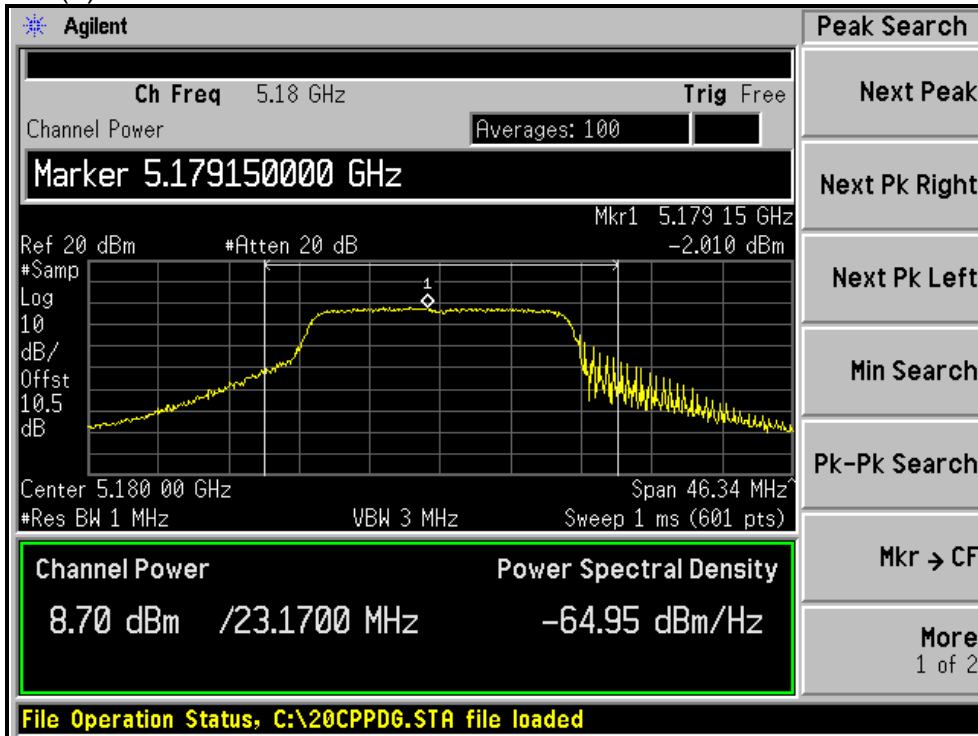 Agilent
Peak Search
Ch Freq 5.18 GHz Trig Free
Channel Power Averages: 100
Marker 5.179150000 GHz
Mkr1 5.179 15 GHz
Ref 20 dBm #Atten 20 dB -2.010 dBm
#Samp
Log
10
dB/
Offst
10.5
dB
1
Center 5.180 00 GHz Span 46.34 MHz^
#Res BW 1 MHz VBW 3 MHz Sweep 1 ms (601 pts)
Channel Power Power Spectral Density
8.70 dBm /23.1700 MHz -64.95 dBm/Hz
File Operation Status, C:\20CPPDG.STA file loaded
Next Peak
Next Pk Right
Next Pk Left
Min Search
Pk-Pk Search
Mkr → CF
More
1 of 2